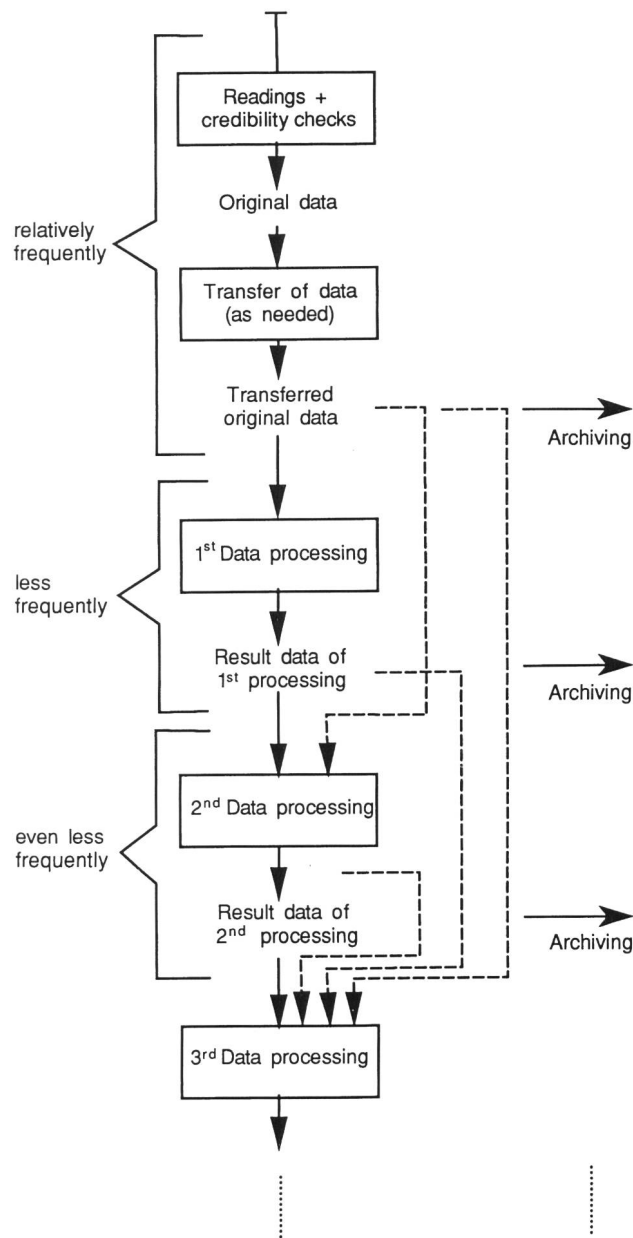 Readings +
credibility checks
Original data
relatively
frequently
Transfer of data
(as needed)
Transferred
original data
Archiving
1st Data processing
less
frequently
Result data of
1st processing
Archiving
2nd Data processing
even less
frequently
Result data of
2nd processing
Archiving
3rd Data processing